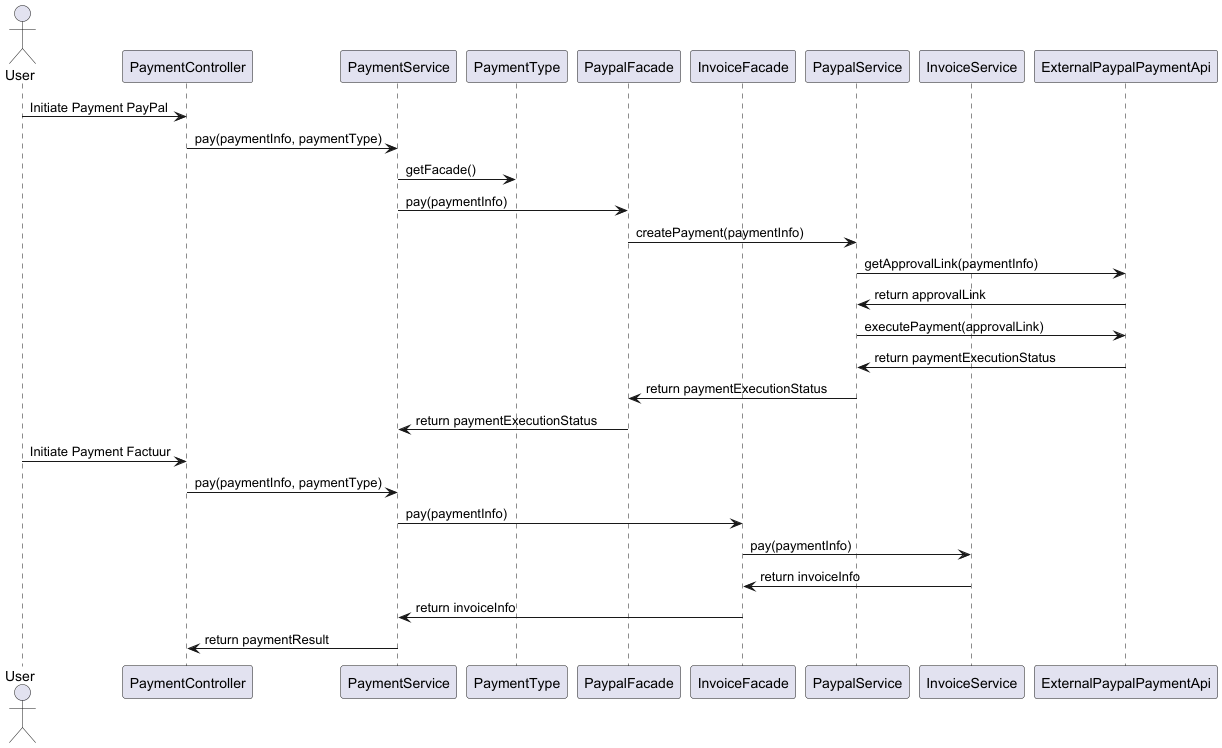 User
PaymentController
PaymentService
PaymentType
PaypalFacade
InvoiceFacade
PaypalService
InvoiceService
ExternalPaypalPaymentApi
Initiate Payment PayPal
pay(paymentInfo, paymentType)
getFacade()
pay(paymentInfo)
createPayment(paymentInfo)
getApprovalLink(paymentInfo)
return approvalLink
executePayment(approvalLink)
return paymentExecutionStatus
return paymentExecutionStatus
return paymentExecutionStatus
Initiate Payment Factuur
pay(paymentInfo, paymentType)
pay(paymentInfo)
pay(paymentInfo)
return invoiceInfo
return invoiceInfo
return paymentResult
User
PaymentController
PaymentService
PaymentType
PaypalFacade
InvoiceFacade
PaypalService
InvoiceService
ExternalPaypalPaymentApi